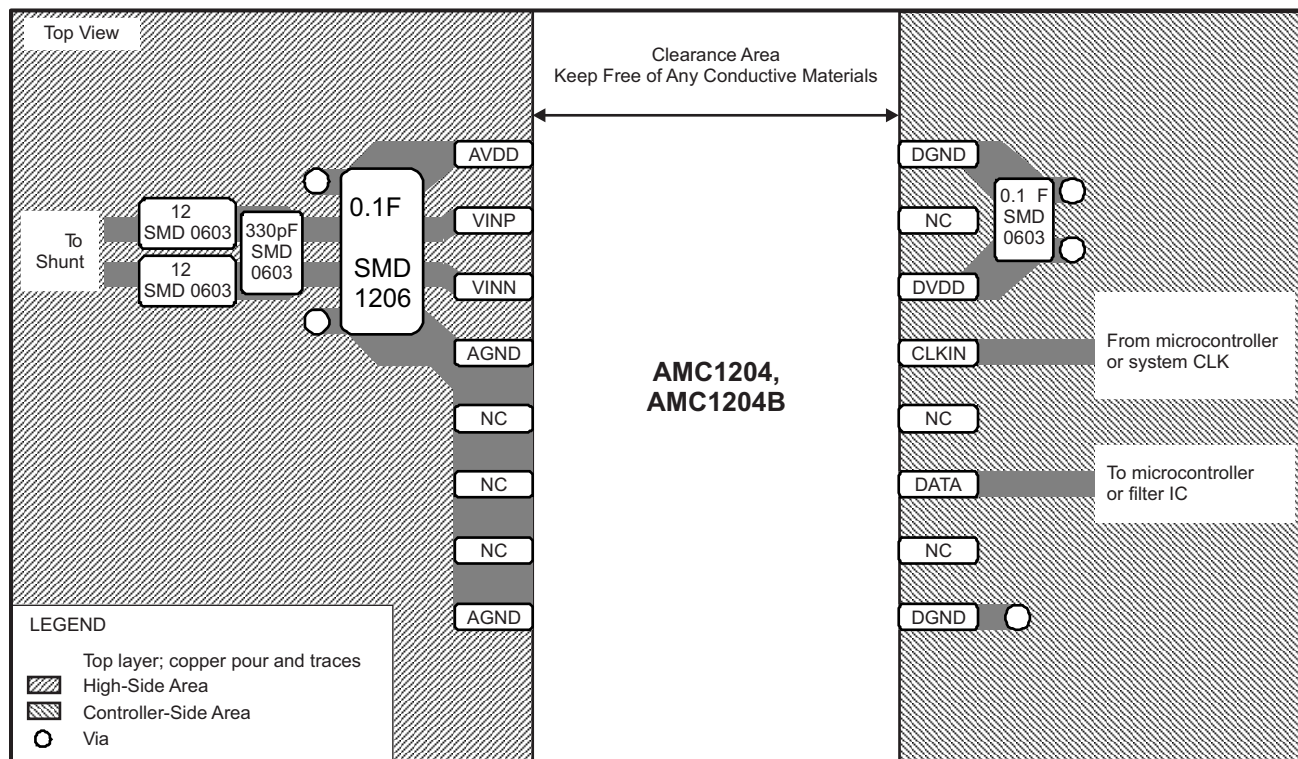 Top View
Clearance Area
Keep Free of Any Conductive Materials
AVDD
VINP
VINN
AGND
NC
NC
NC
AGND
0.1F
SMD
1206
330pF
SMD
0603
12
SMD 0603
12
SMD 0603
To
Shunt
AMC1204,
AMC1204B
DGND
NC
DVDD
CLKIN
NC
DATA
NC
DGND
0.1 F
SMD
0603
From microcontroller
or system CLK
To microcontroller
or filter IC
LEGEND
Top layer; copper pour and traces
High-Side Area
Controller-Side Area
Via